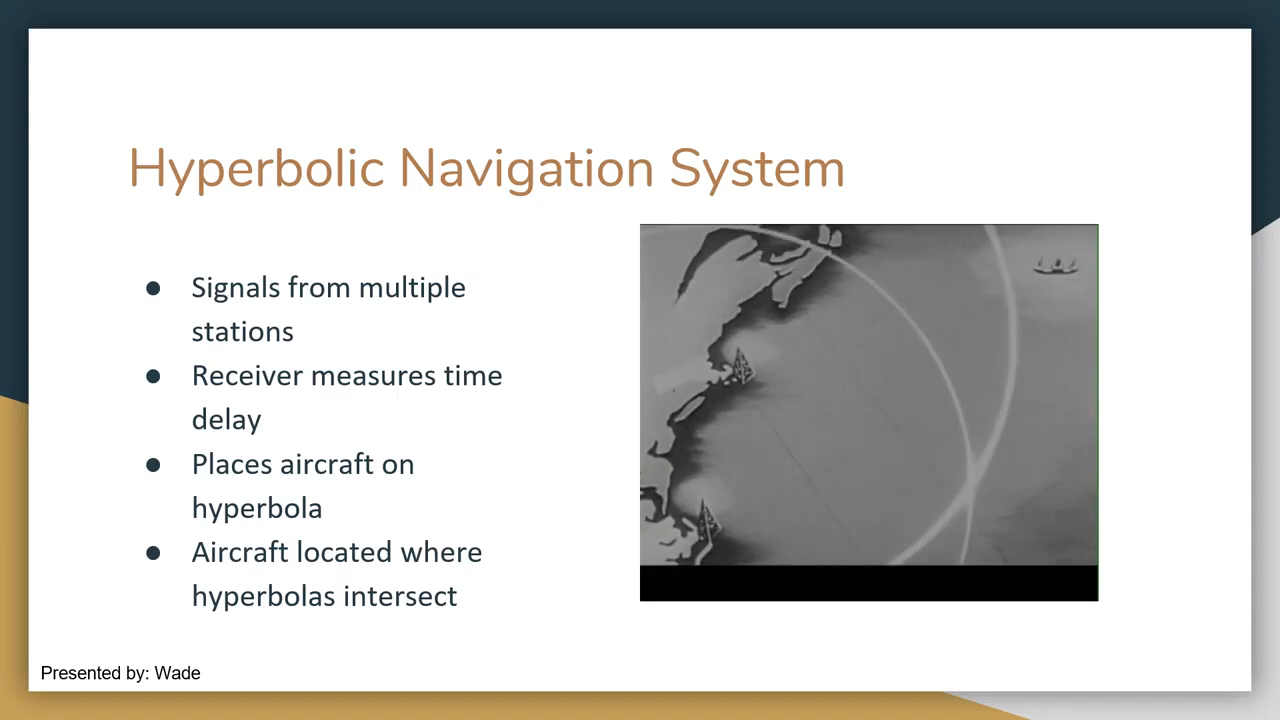 Hyperbolic Navigation System
● Signals from multiple
stations
● Receiver measures time
delay
● Places aircraft on
hyperbola
● Aircraft located where
hyperbolas intersect
Presented by: Wade